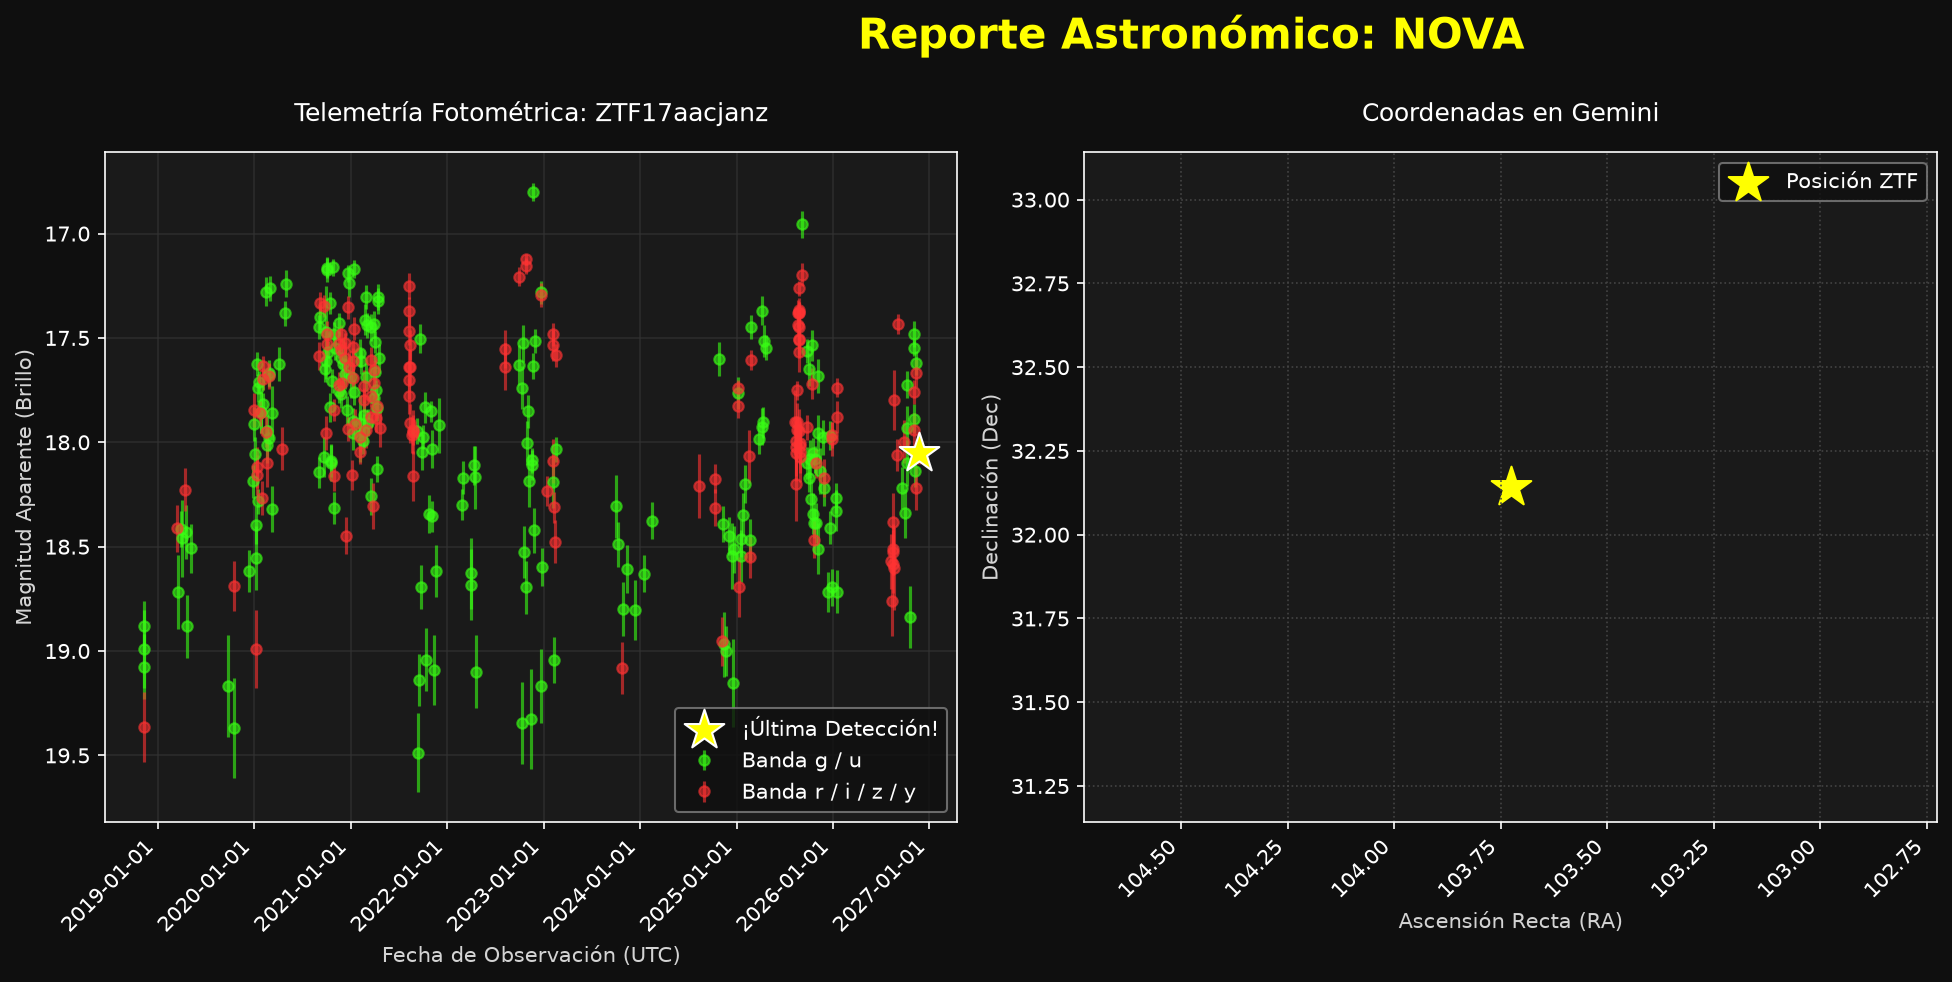 Reporte Astronómico: NOVA
Telemetría Fotométrica: ZTF17aacjanz
Magnitud Aparente (Brillo)
17.0
17.5
18.0
18.5
19.0
19.5
¡Última Detección!
Banda g / u
Banda r / i / z / y
2019-01-01
2020-01-01
2021-01-01
2022-01-01
2023-01-01
2024-01-01
2025-01-01
2026-01-01
2027-01-01
Fecha de Observación (UTC)
Coordenadas en Gemini
Declinación (Dec)
33.00
32.75
32.50
32.25
32.00
31.75
31.50
31.25
Posición ZTF
104.50
104.25
104.00
103.75
103.50
103.25
103.00
102.75
Ascensión Recta (RA)